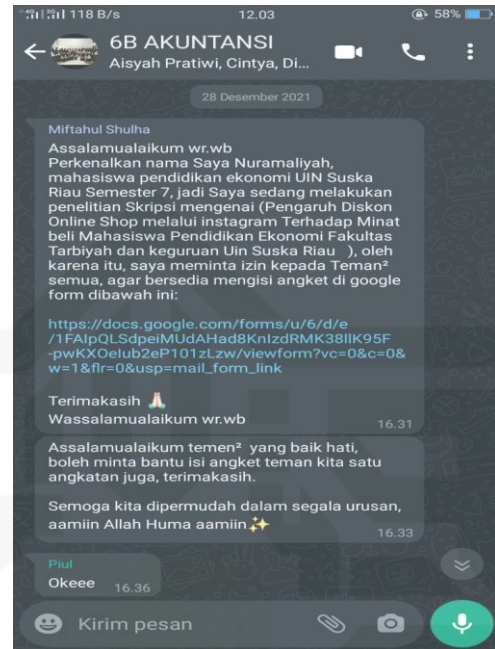 118 B/s 12.03 58%
6B AKUNTANSI
Aisyah Pratiwi, Cintya, Di...
28 Desember 2021
Miftahul Shulha
Assalamualaikum wr.wb
Perkenalkan nama Saya Nuramaliyah,
mahasiswa pendidikan ekonomi UIN Suska
Riau Semester 7, jadi Saya sedang melakukan
penelitian Skripsi mengenai (Pengaruh Diskon
Online Shop melalui instagram Terhadap Minat
beli Mahasiswa Pendidikan Ekonomi Fakultas
Tarbiyah dan keguruan Uin Suska Riau ), oleh
karena itu, saya meminta izin kepada Teman²
semua, agar bersedia mengisi angket di google
form dibawah ini:
https://docs.google.com/forms/u/6/d/e
/1FAIpQLSdpeiMUdAHad8KnIzdRMK38llK95F
-pwKXOeIub2eP101zLzw/viewform?vc=0&c=0&
w=1&flr=0&usp=mail_form_link
Terimakasih 🙏🏻
Wassalamualaikum wr.wb
16.31
Assalamualaikum temen² yang baik hati,
boleh minta bantu isi angket teman kita satu
angkatan juga, terimakasih.
Semoga kita dipermudah dalam segala urusan,
aamiin Allah Huma aamiin✨
16.33
Piul
Okeee 16.36
Kirim pesan